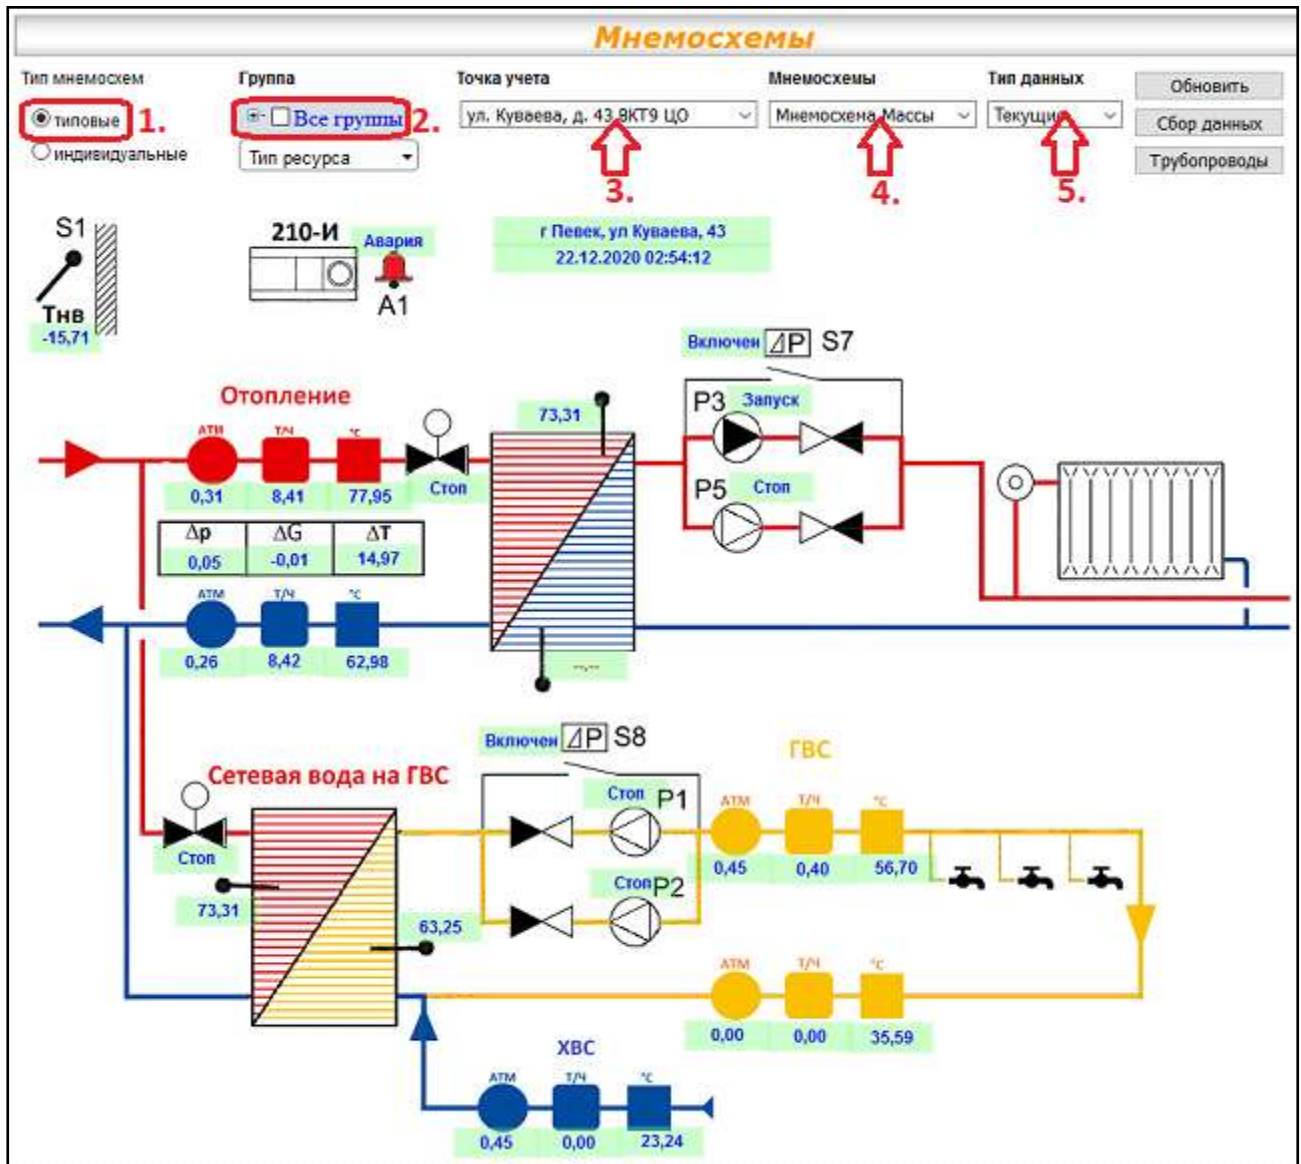 Мнемосхемы
Тип мнемосхем
Группа
Точка учета
Мнемосхемы
Тип данных
типовые 1.
Все группы 2.
ул. Куваева, д. 43 ВКТ9 ЦО
Мнемосхема Массы
Текущие
Обновить
Сбор данных
Трубопроводы
индивидуальные
Тип ресурса
3.
4.
5.
S1
Тнв
-15,71
210-И
Авария
A1
г Певек, ул Куваева, 43
22.12.2020 02:54:12
Включен ⊿P S7
Отопление
73,31
P3 Запуск
АТМ Т/Ч °С
0,31 8,41 77,95
Стоп
P5 Стоп
Δp ΔG ΔT
0,05 -0,01 14,97
АТМ Т/Ч °С
0,26 8,42 62,98
--,--
Включен ⊿P S8
ГВС
Сетевая вода на ГВС
Стоп P1
АТМ Т/Ч °С
0,45 0,40 56,70
Стоп
73,31
Стоп P2
63,25
АТМ Т/Ч °С
0,00 0,00 35,59
ХВС
АТМ Т/Ч °С
0,45 0,00 23,24